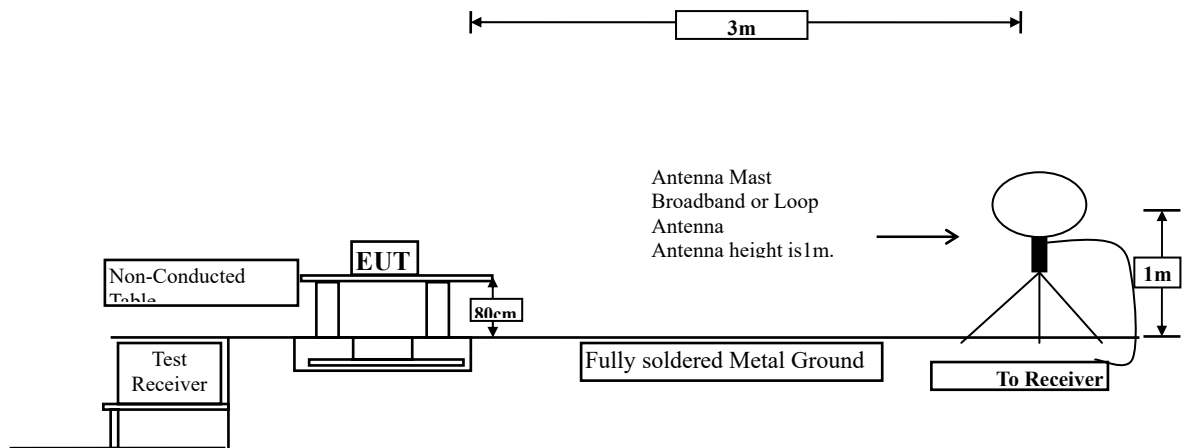 3m
Antenna Mast
Broadband or Loop
Antenna
Antenna height is1m.
EUT
Non-Conducted
Table
80cm
1m
Test
Receiver
Fully soldered Metal Ground
To Receiver